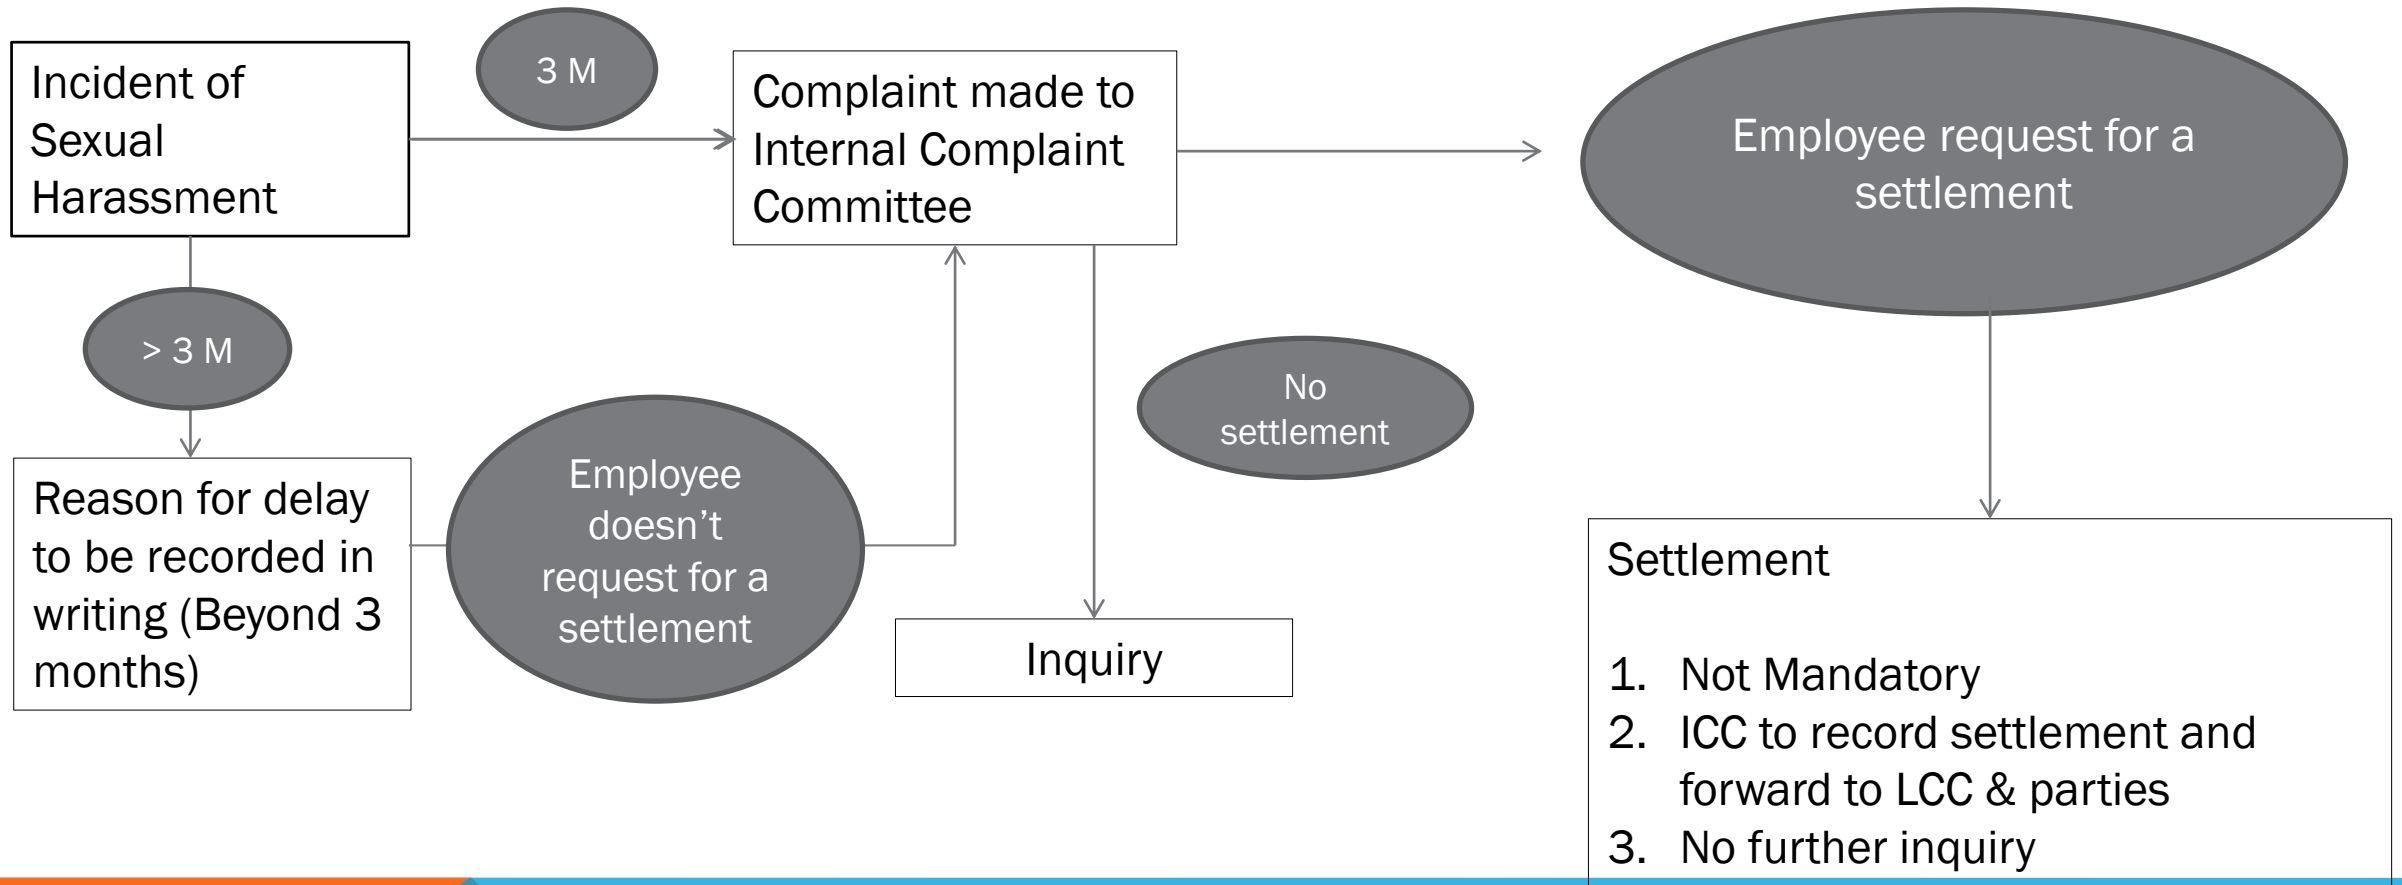 Incident of
Sexual
Harassment
3 M
Complaint made to
Internal Complaint
Committee
Employee request for a
settlement
> 3 M
No
settlement
Employee
doesn’t
request for a
settlement
Reason for delay
to be recorded in
writing (Beyond 3
months)
Inquiry
Settlement
1. Not Mandatory
2. ICC to record settlement and
forward to LCC & parties
3. No further inquiry